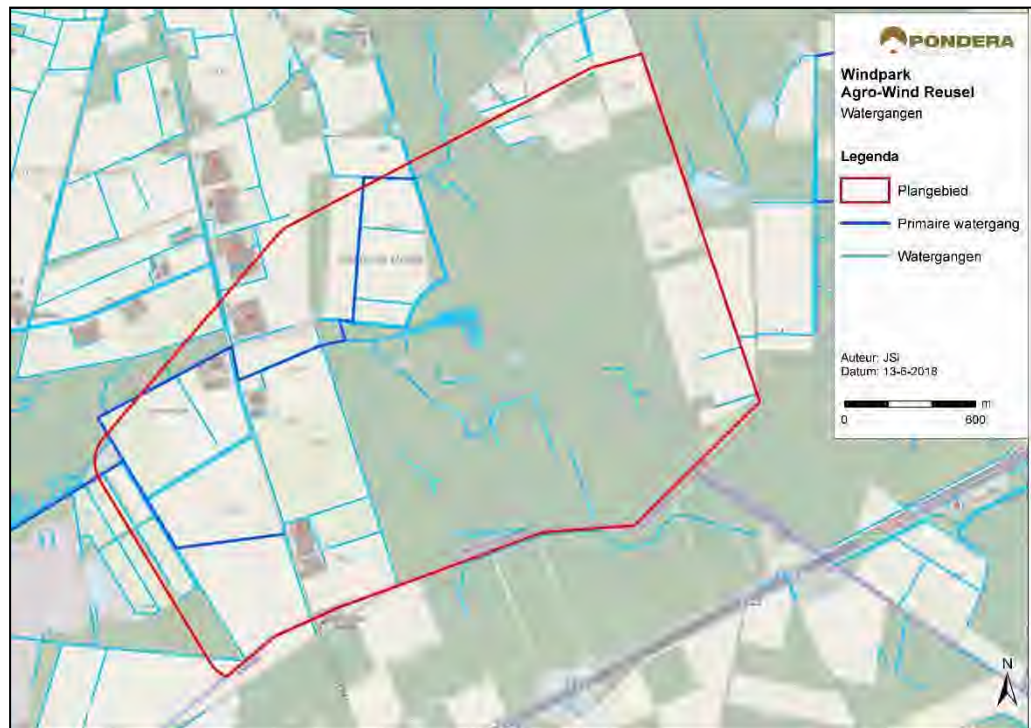 PONDERA
Windpark
Agro-Wind Reusel
Watergangen
Legenda
Plangebied
Primaire watergang
Watergangen
Auteur: JSi
Datum: 13-6-2018
m
0 600
N